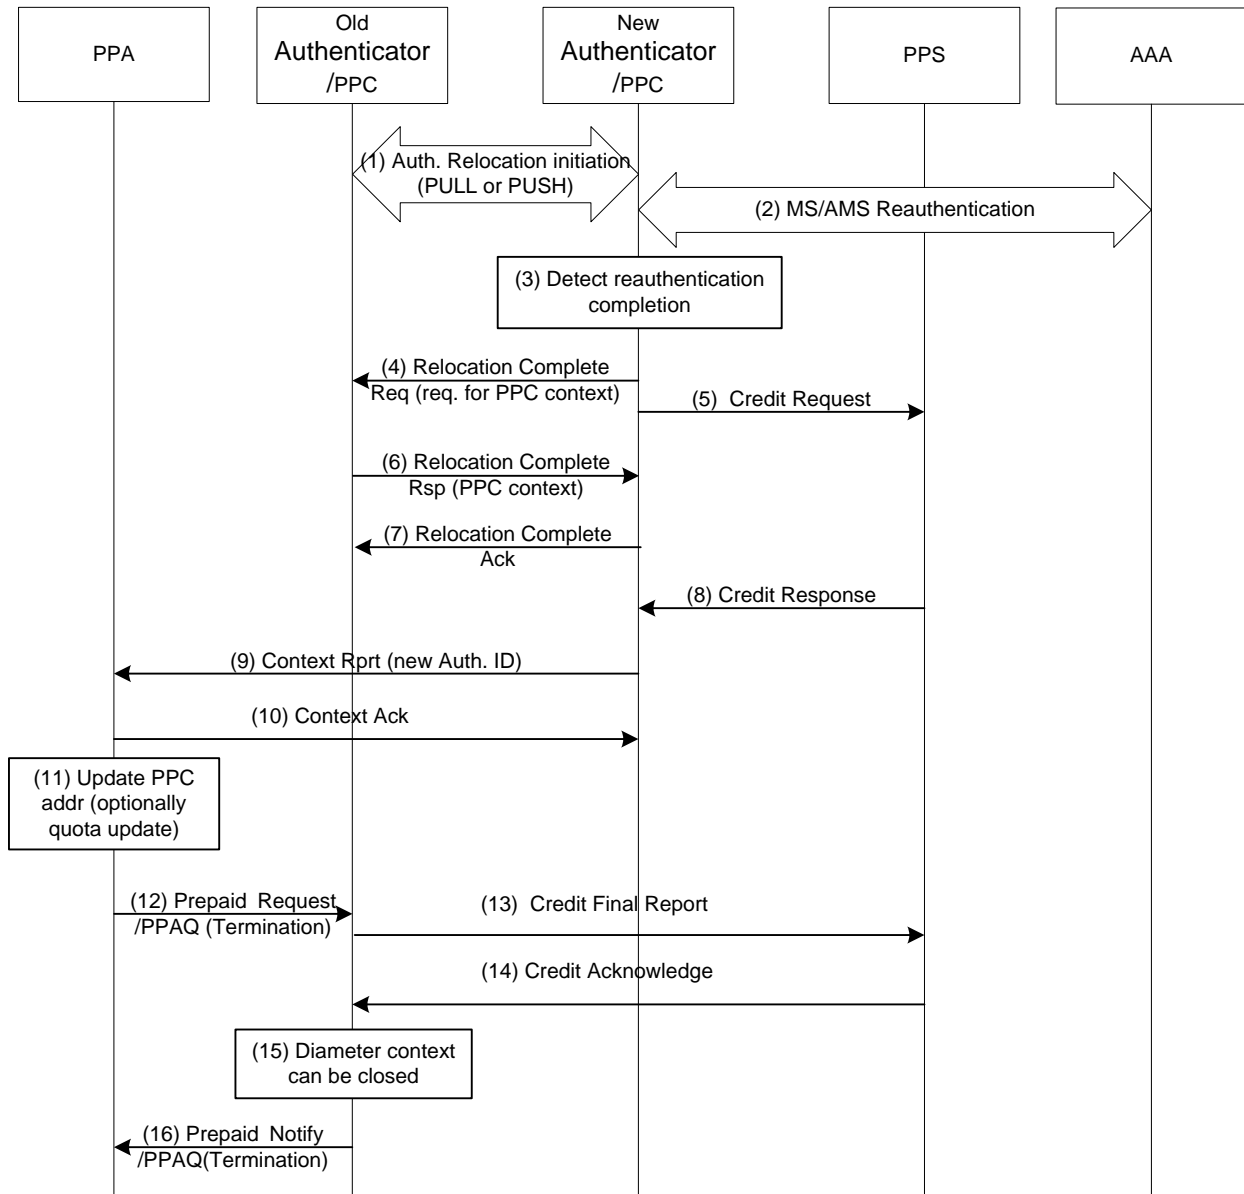 PPA
Old
Authenticator
/PPC
New
Authenticator
/PPC
PPS
AAA
(1) Auth. Relocation initiation
(PULL or PUSH)
(2) MS/AMS Reauthentication
(3) Detect reauthentication
completion
(4) Relocation Complete
Req (req. for PPC context)
(5) Credit Request
(6) Relocation Complete
Rsp (PPC context)
(7) Relocation Complete
Ack
(8) Credit Response
(9) Context Rprt (new Auth. ID)
(10) Context Ack
(11) Update PPC
addr (optionally
quota update)
(12) Prepaid Request
/PPAQ (Termination)
(13) Credit Final Report
(14) Credit Acknowledge
(15) Diameter context
can be closed
(16) Prepaid Notify
/PPAQ(Termination)